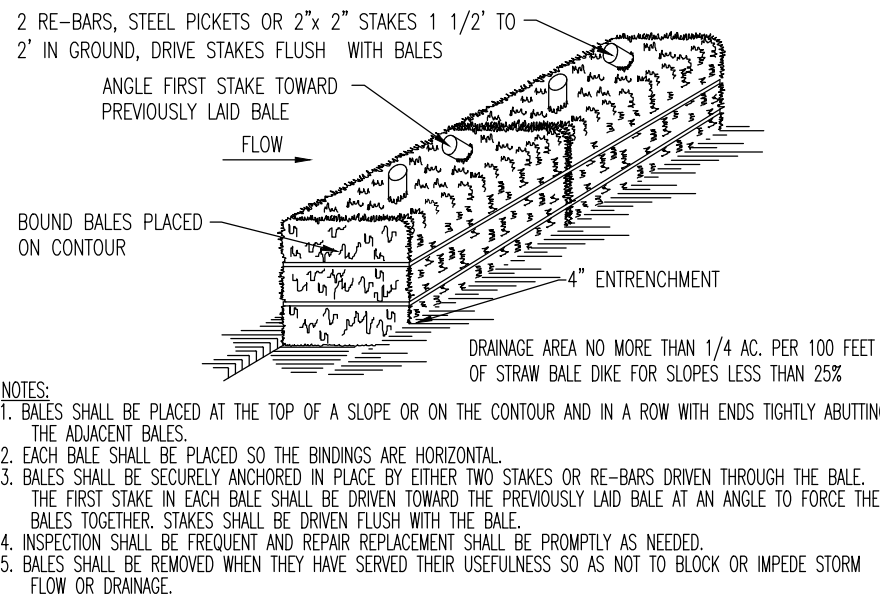 2 RE-BARS, STEEL PICKETS OR 2"x 2" STAKES 1 1/2' TO
2' IN GROUND, DRIVE STAKES FLUSH WITH BALES
ANGLE FIRST STAKE TOWARD
PREVIOUSLY LAID BALE
FLOW
BOUND BALES PLACED
ON CONTOUR
4" ENTRENCHMENT
DRAINAGE AREA NO MORE THAN 1/4 AC. PER 100 FEET
OF STRAW BALE DIKE FOR SLOPES LESS THAN 25%
NOTES:
1. BALES SHALL BE PLACED AT THE TOP OF A SLOPE OR ON THE CONTOUR AND IN A ROW WITH ENDS TIGHTLY ABUTTING
THE ADJACENT BALES.
2. EACH BALE SHALL BE PLACED SO THE BINDINGS ARE HORIZONTAL.
3. BALES SHALL BE SECURELY ANCHORED IN PLACE BY EITHER TWO STAKES OR RE-BARS DRIVEN THROUGH THE BALE.
THE FIRST STAKE IN EACH BALE SHALL BE DRIVEN TOWARD THE PREVIOUSLY LAID BALE AT AN ANGLE TO FORCE THE
BALES TOGETHER. STAKES SHALL BE DRIVEN FLUSH WITH THE BALE.
4. INSPECTION SHALL BE FREQUENT AND REPAIR REPLACEMENT SHALL BE PROMPTLY AS NEEDED.
5. BALES SHALL BE REMOVED WHEN THEY HAVE SERVED THEIR USEFULNESS SO AS NOT TO BLOCK OR IMPEDE STORM
FLOW OR DRAINAGE.